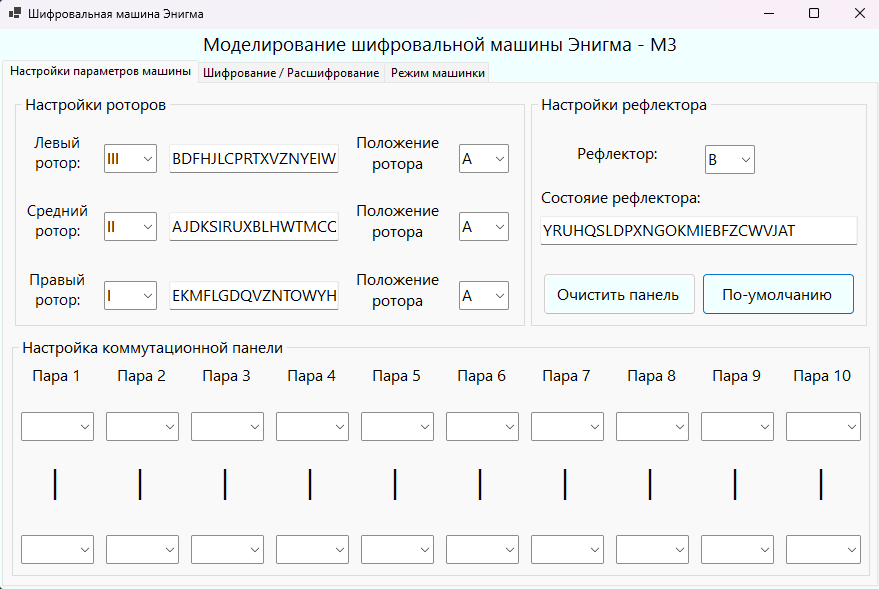 Шифровальная машина Энигма
Моделирование шифровальной машины Энигма - М3
Настройки параметров машины Шифрование / Расшифрование Режим машинки
Настройки роторов
Левый ротор:
III
BDFHJLCPRTXVZNYEIW
Положение ротора
A
Средний ротор:
II
AJDKSIRUXBLHWTMCC
Положение ротора
A
Правый ротор:
I
EKMFLGDQVZNTOWYH
Положение ротора
A
Настройки рефлектора
Рефлектор:
B
Состояие рефлектора:
YRUHQSLDPXNGOKMIEBFZCWVJAT
Очистить панель
По-умолчанию
Настройка коммутационной панели
Пара 1 Пара 2 Пара 3 Пара 4 Пара 5 Пара 6 Пара 7 Пара 8 Пара 9 Пара 10